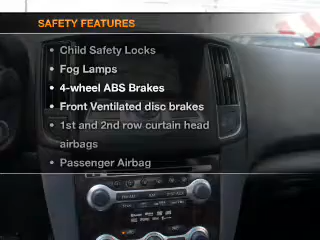 SAFETY FEATURES
• Child Safety Locks
• Fog Lamps
• 4-wheel ABS Brakes
• Front Ventilated disc brakes
• 1st and 2nd row curtain head
airbags
• Passenger Airbag